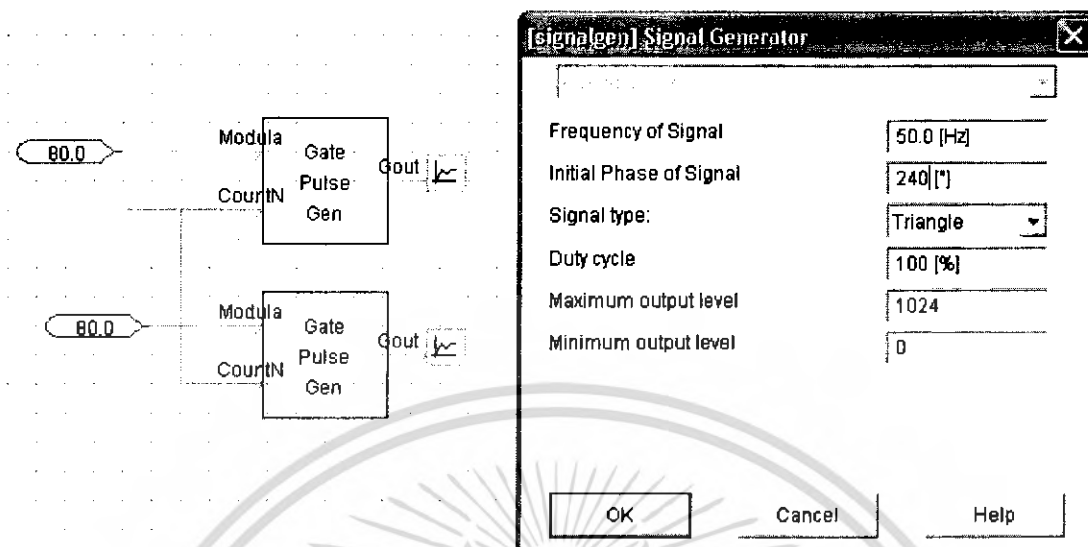 [signalgen] Signal Generator
Frequency of Signal 50.0 [Hz]
Initial Phase of Signal 240 [°]
Signal type: Triangle
Duty cycle 100 [%]
Maximum output level 1024
Minimum output level 0
OK Cancel Help
80.0
Modula
CountN
Gate
Pulse
Gen
Gout
80.0
Modula
CountN
Gate
Pulse
Gen
Gout